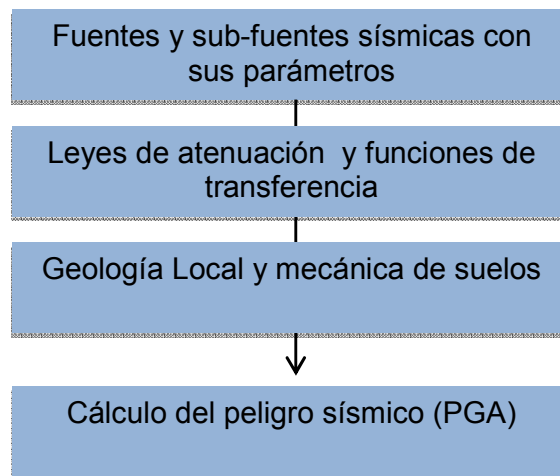 Fuentes y sub-fuentes sísmicas con
sus parámetros
Leyes de atenuación y funciones de
transferencia
Geología Local y mecánica de suelos
Cálculo del peligro sísmico (PGA)